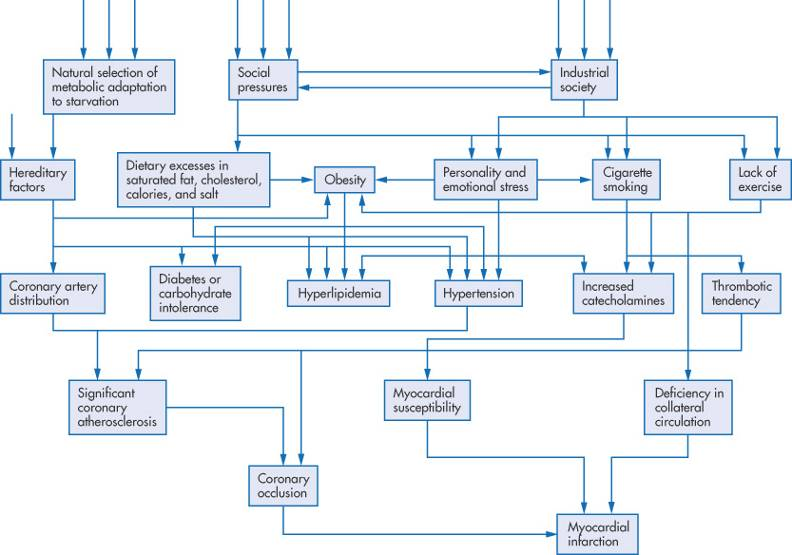 Natural selection of
metabolic adaptation
to starvation
Social
pressures
Industrial
society
Hereditary
factors
Dietary excesses in
saturated fat, cholesterol,
calories, and salt
Obesity
Personality and
emotional stress
Cigarette
smoking
Lack of
exercise
Coronary artery
distribution
Diabetes or
carbohydrate
intolerance
Hyperlipidemia
Hypertension
Increased
catecholamines
Thrombotic
tendency
Significant
coronary
atherosclerosis
Myocardial
susceptibility
Deficiency in
collateral
circulation
Coronary
occlusion
Myocardial
infarction